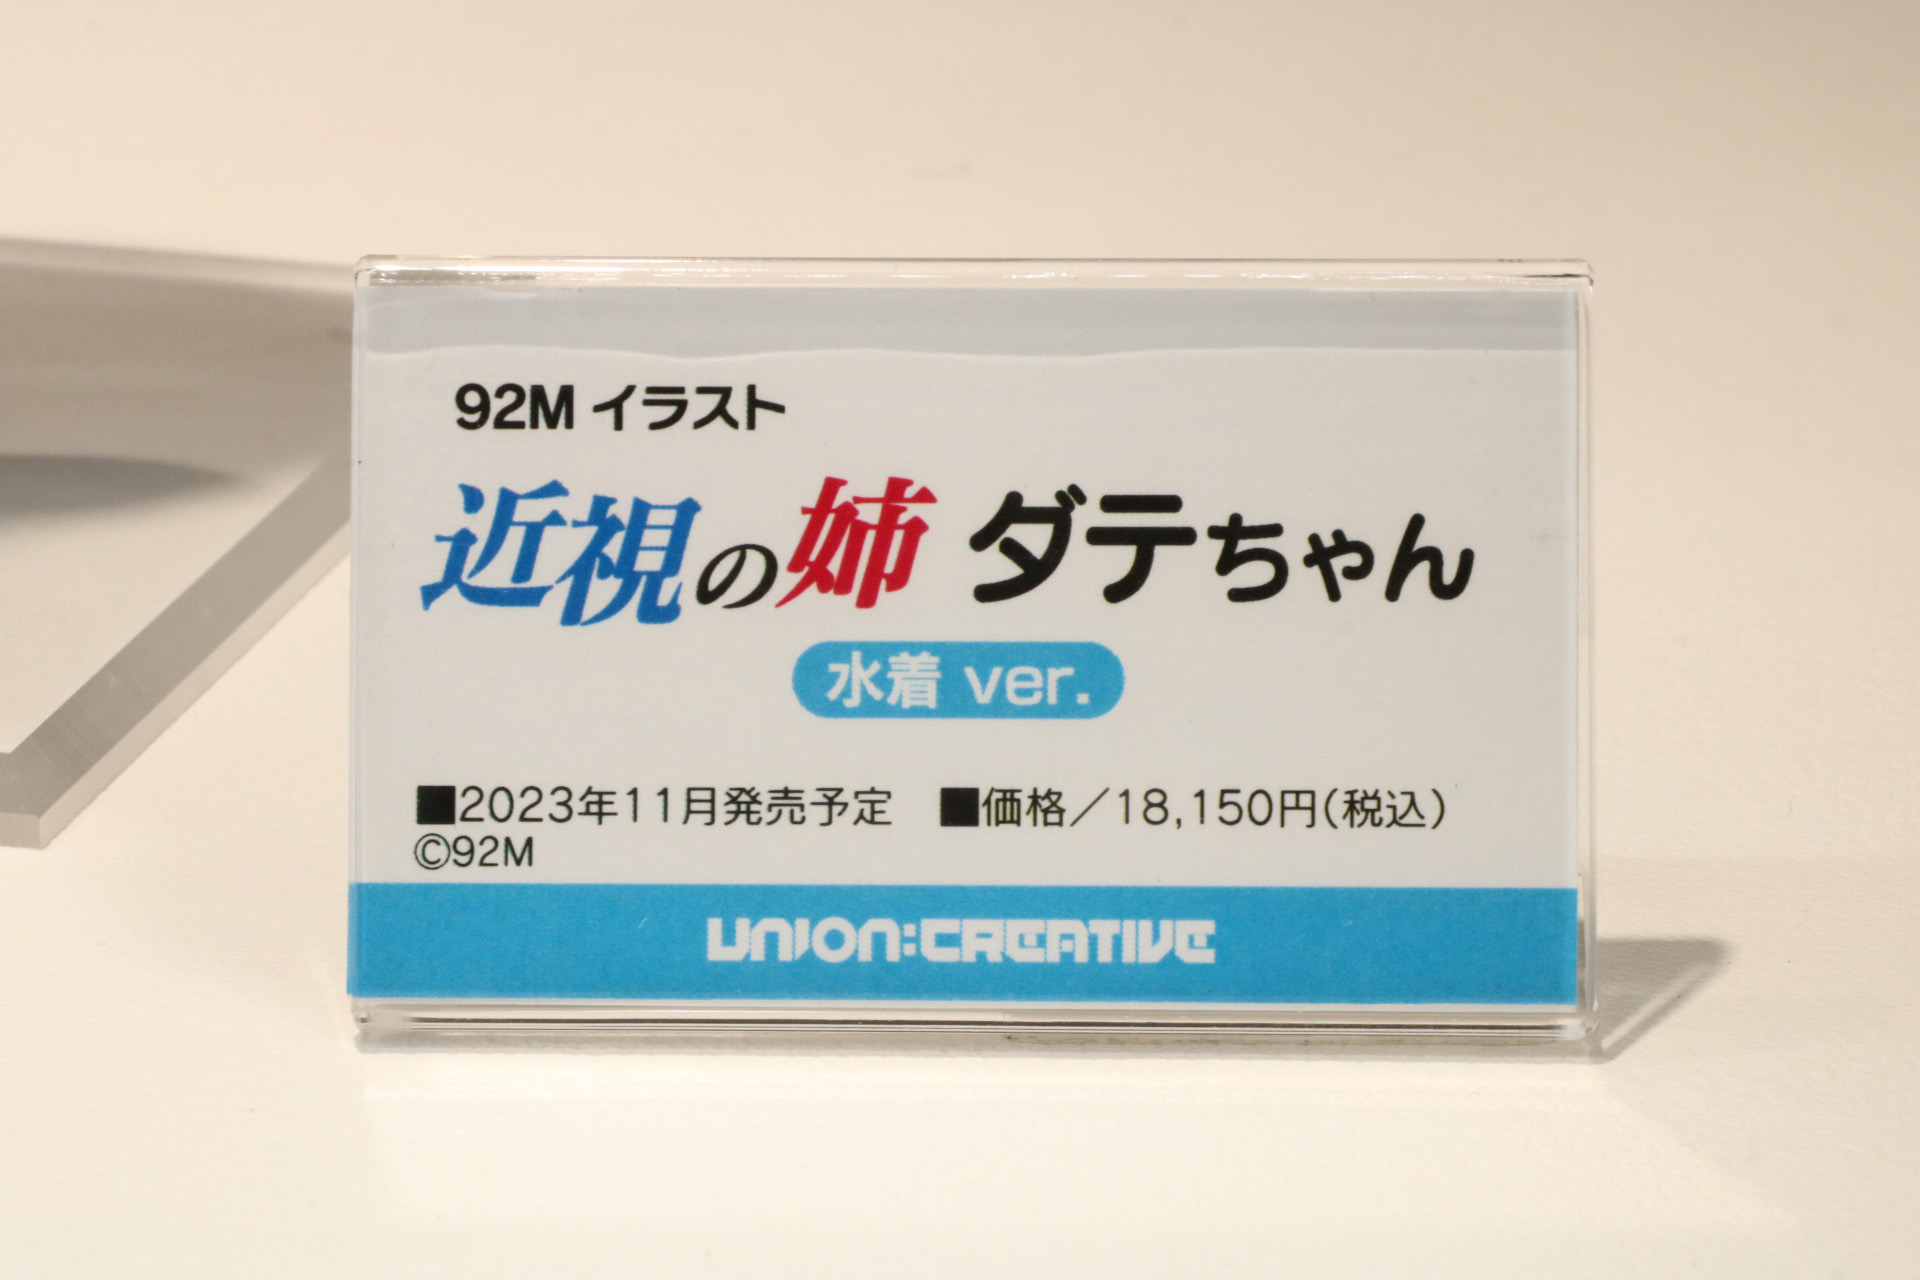 92M イラスト
近視の姉 ダテちゃん
水着 ver.
■2023年11月発売予定 ■価格／18,150円(税込)
©92M
UNION:CREATIVE